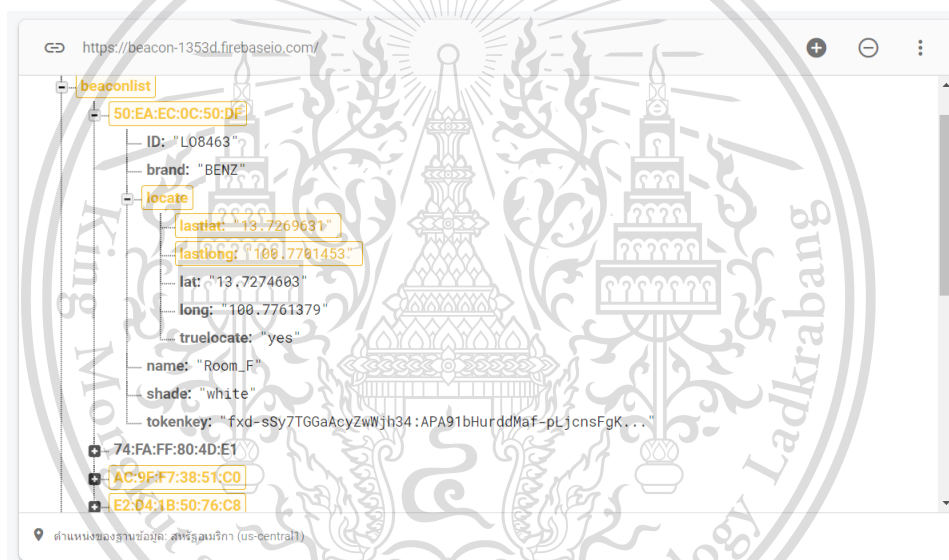 https://beacon-1353d.firebaseio.com/
beaconlist
50:EA:EC:0C:50:DF
ID: "LO8463"
brand: "BENZ"
locate
lastlat: "13.7269631"
lastlong: "100.7701453"
lat: "13.7274603"
long: "100.7761379"
truelocate: "yes"
name: "Room_F"
shade: "white"
tokenkey: "fxd-sSy7TGGaAcyZwWjh34:APA91bHurddMaf-pLjcnsFgK..."
74:FA:FF:80:4D:E1
AC:9F:F7:38:51:C0
E2:04:1B:50:76:C8
ตำแหน่งของฐานข้อมูล: สหรัฐอเมริกา (us-central1)
King Mongkut's
ology Ladkrabang